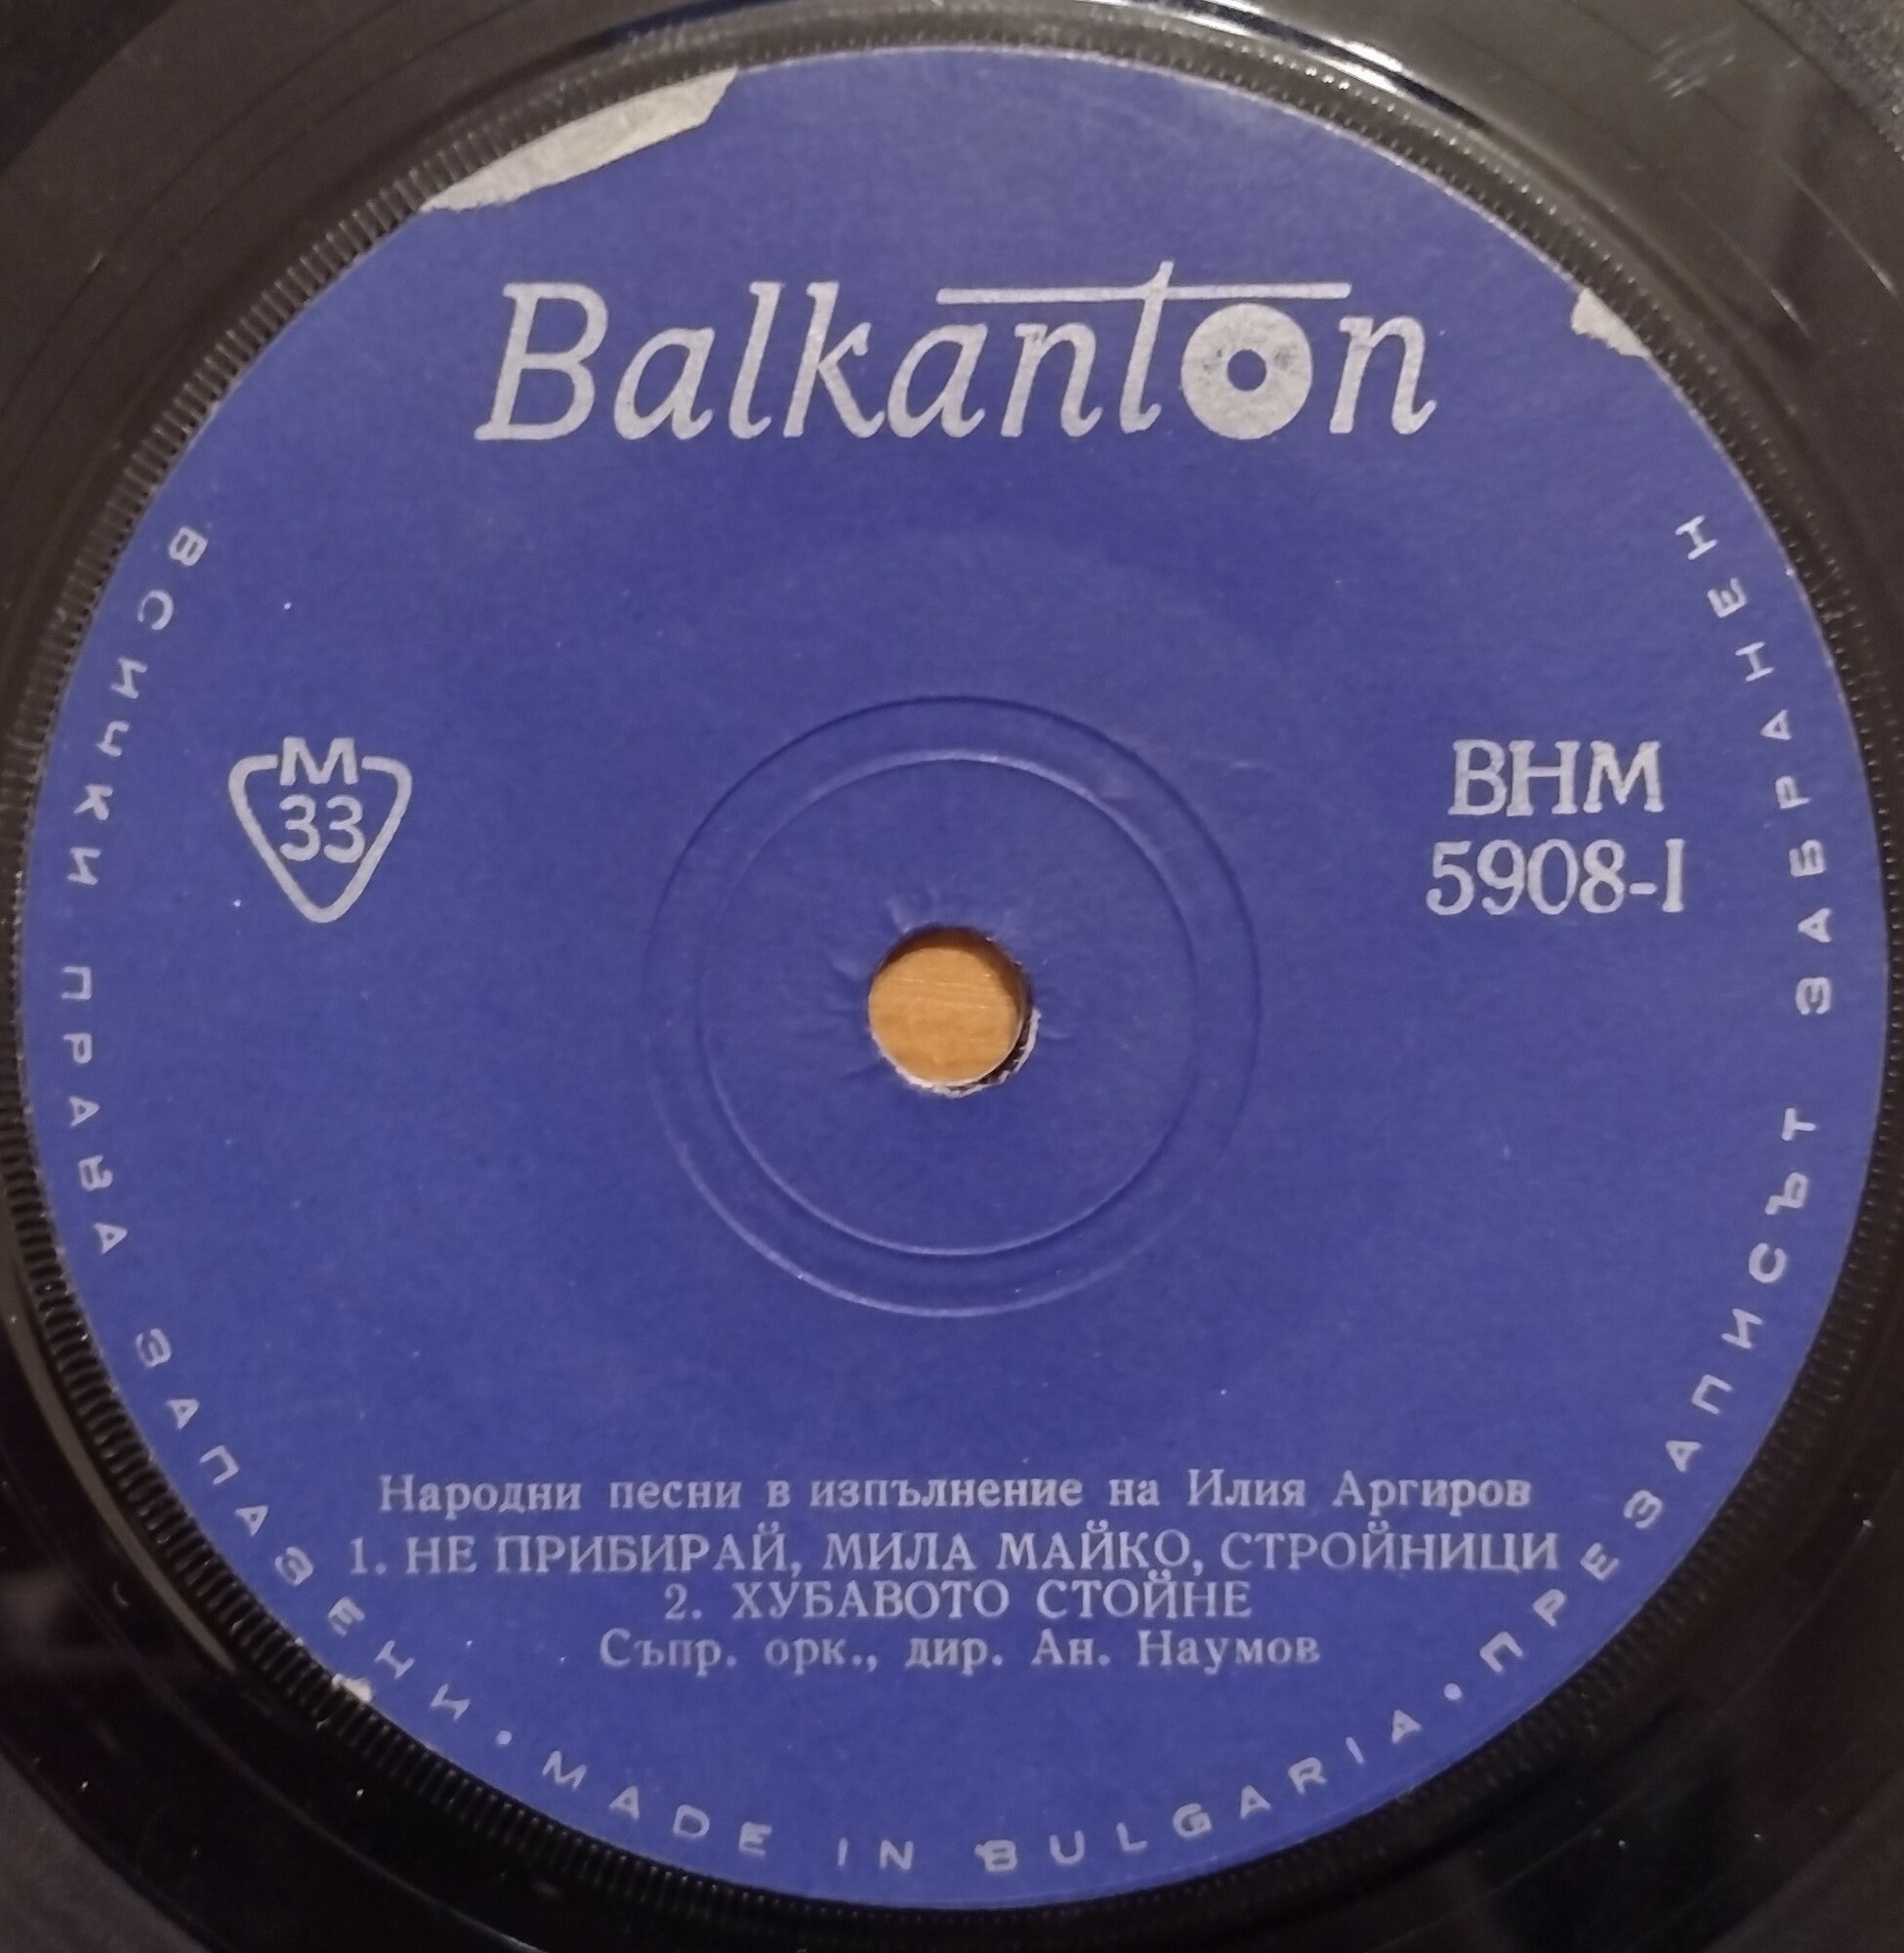 Balkanton
М
33
ВНМ
5908-I
Народни песни в изпълнение на Илия Аргиров
1. НЕ ПРИБИРАЙ, МИЛА МАЙКО, СТРОЙНИЦИ
2. ХУБАВОТО СТОЙНЕ
Съпр. орк., дир. Ан. Наумов
ВСИЧКИ ПРАВА ЗАПАЗЕНИ • MADE IN BULGARIA • ПРЕЗАПИСЪТ ЗАБРАНЕН